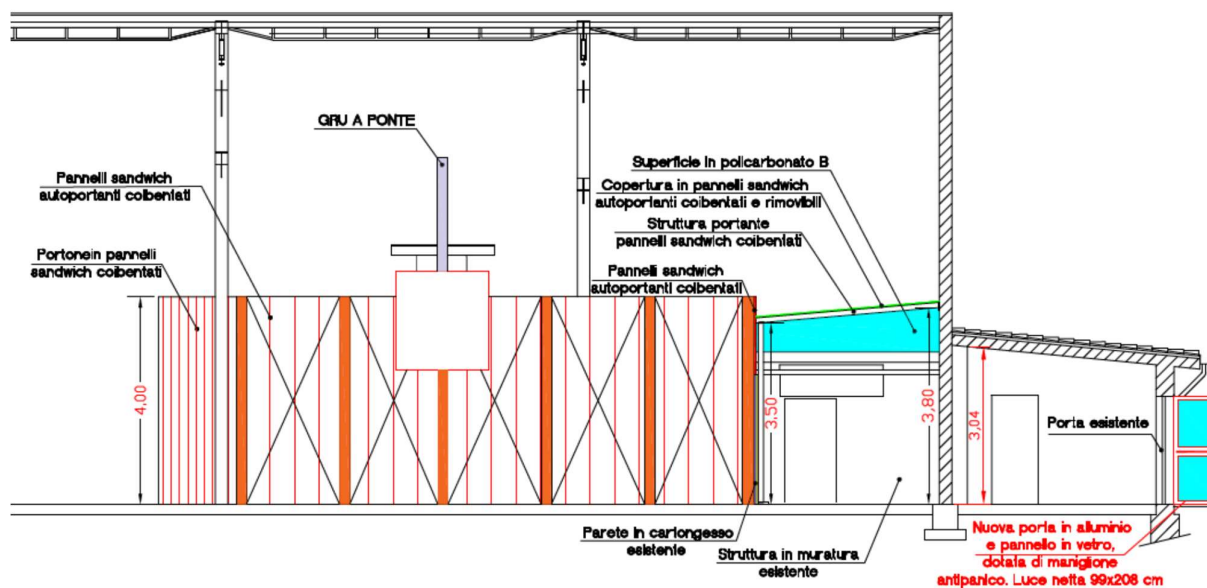 GRU A PONTE
Pannelli sandwich
autoportanti coibentati
Portonein pannelli
sandwich coibentati
Superficie in policarbonato B
Copertura in pannelli sandwich
autoportanti coibentati e rimovibili
Struttura portante
pannelli sandwich coibentati
Pannelli sandwich
autoportanti coibentati
4,00
3,50
3,80
3,04
Porta esistente
Parete in cartongesso
esistente
Struttura in muratura
esistente
Nuova porta in alluminio
e pannello in vetro,
dotata di maniglione
antipanico. Luce netta 99x208 cm